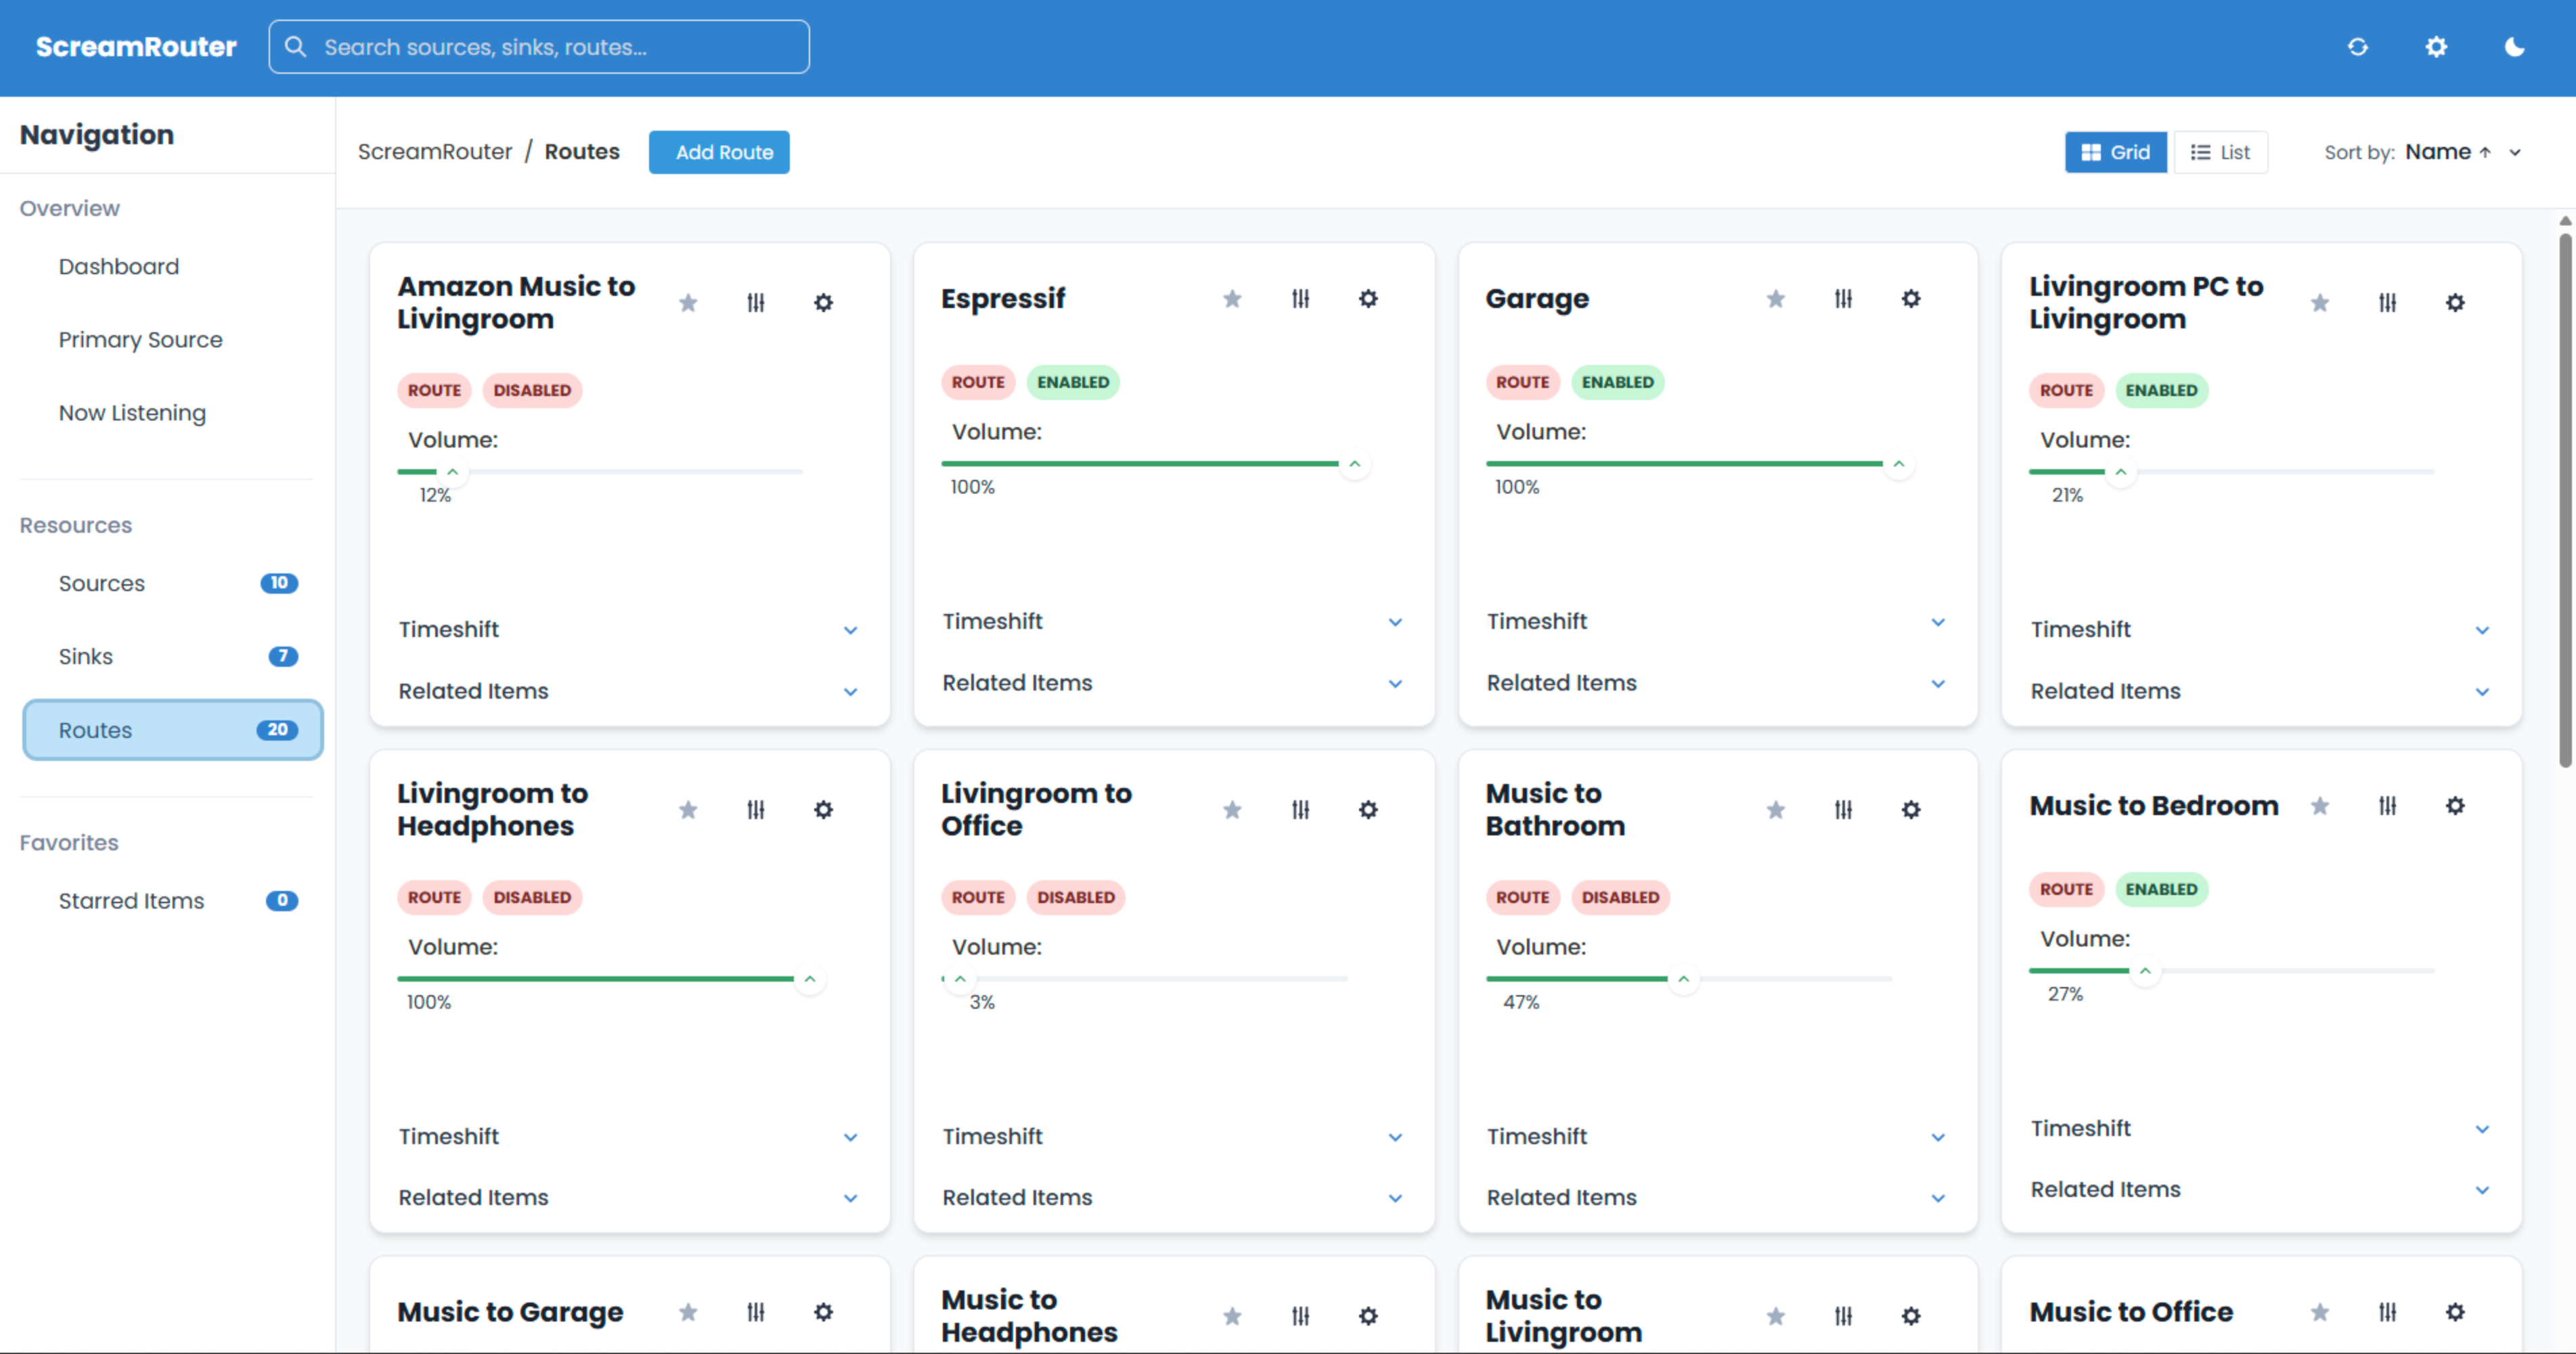 ScreamRouter
Search sources, sinks, routes...
Navigation
Overview
Dashboard
Primary Source
Now Listening
Resources
Sources 10
Sinks 7
Routes 20
Favorites
Starred Items 0
ScreamRouter / Routes
Add Route
Grid
List
Sort by: Name ↑
Amazon Music to
Livingroom
ROUTE DISABLED
Volume:
12%
Timeshift
Related Items
Espressif
ROUTE ENABLED
Volume:
100%
Timeshift
Related Items
Garage
ROUTE ENABLED
Volume:
100%
Timeshift
Related Items
Livingroom PC to
Livingroom
ROUTE ENABLED
Volume:
21%
Timeshift
Related Items
Livingroom to
Headphones
ROUTE DISABLED
Volume:
100%
Timeshift
Related Items
Livingroom to
Office
ROUTE DISABLED
Volume:
3%
Timeshift
Related Items
Music to
Bathroom
ROUTE DISABLED
Volume:
47%
Timeshift
Related Items
Music to Bedroom
ROUTE ENABLED
Volume:
27%
Timeshift
Related Items
Music to Garage
Music to
Headphones
Music to
Livingroom
Music to Office